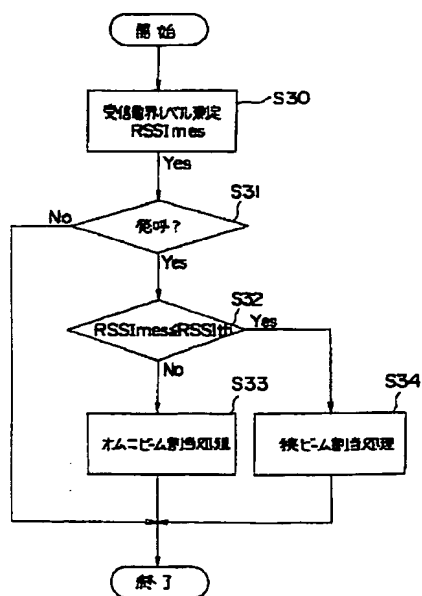 開始
S30
受信電界レベル測定
RSSImes
Yes
S31
No
発呼?
Yes
S32
RSSImes≦RSSIth
Yes
No
S33
S34
オムニビーム割当処理
狭ビーム割当処理
終了